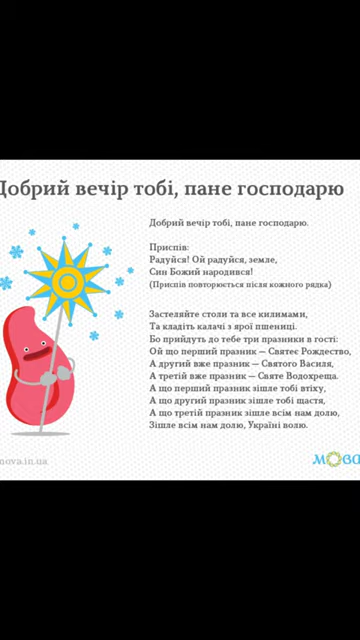 Добрий вечір тобі, пане господарю
Добрий вечір тобі, пане господарю.
Приспів:
Радуйся! Ой радуйся, земле,
Син Божий народився!
(Приспів повторюється після кожного рядка)
Застеляйте столи та все килимами,
Та кладіть калачі з ярої пшениці.
Бо прийдуть до тебе три празники в гості:
Ой що перший празник — Святеє Рождество,
А другий вже празник — Святого Василя,
А третій вже празник — Святе Водохреща.
А що перший празник зішле тобі втіху,
А що другий празник зішле тобі щастя,
А що третій празник зішле всім нам долю,
Зішле всім нам долю, Україні волю.
mova.in.ua
МОВА